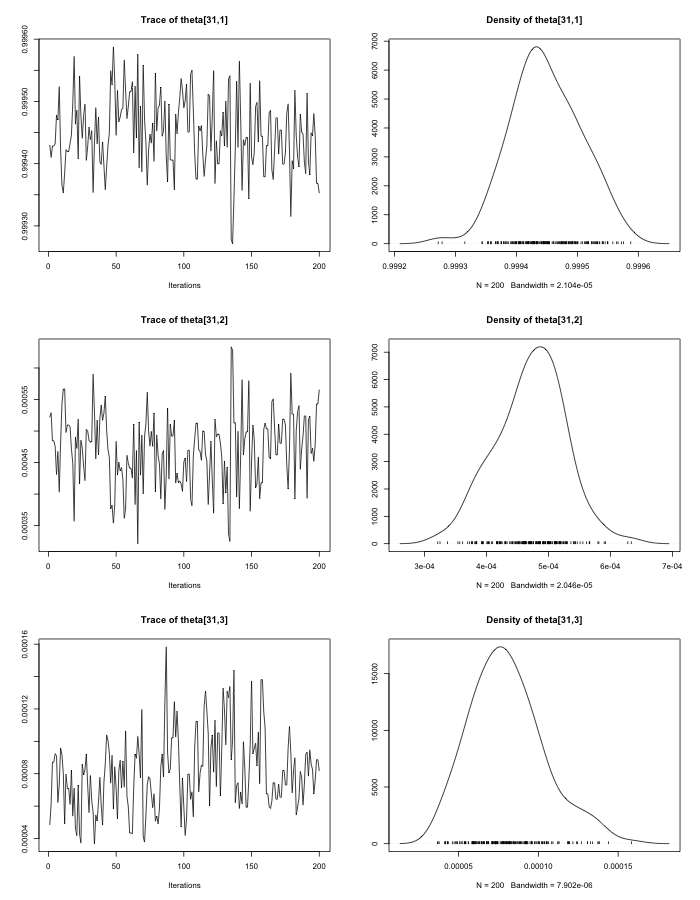 Trace of theta[31,1]
0.99930 0.99940 0.99950 0.99960
0 50 100 150 200
Iterations
Density of theta[31,1]
0 1000 2000 3000 4000 5000 6000 7000
0.9992 0.9993 0.9994 0.9995 0.9996
N = 200 Bandwidth = 2.104e-05
Trace of theta[31,2]
0.00035 0.00045 0.00055
0 50 100 150 200
Iterations
Density of theta[31,2]
0 1000 2000 3000 4000 5000 6000 7000
3e-04 4e-04 5e-04 6e-04 7e-04
N = 200 Bandwidth = 2.046e-05
Trace of theta[31,3]
0.00004 0.00008 0.00012 0.00016
0 50 100 150 200
Iterations
Density of theta[31,3]
0 5000 10000 15000
0.00005 0.00010 0.00015
N = 200 Bandwidth = 7.902e-06